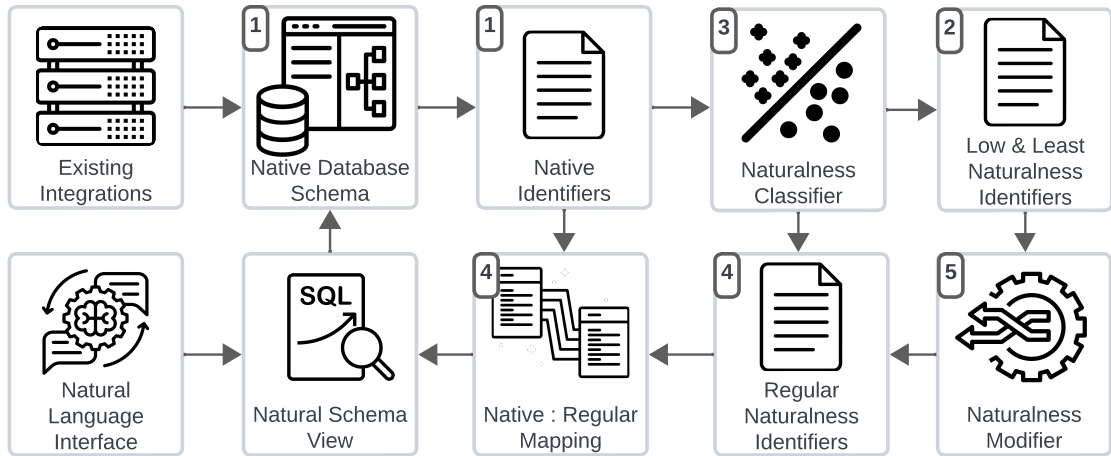 1
1
3
2
Existing
Integrations
Native Database
Schema
Native
Identifiers
Naturalness
Classifier
Low & Least
Naturalness
Identifiers
4
4
5
SQL
Natural
Language
Interface
Natural Schema
View
Native : Regular
Mapping
Regular
Naturalness
Identifiers
Naturalness
Modifier